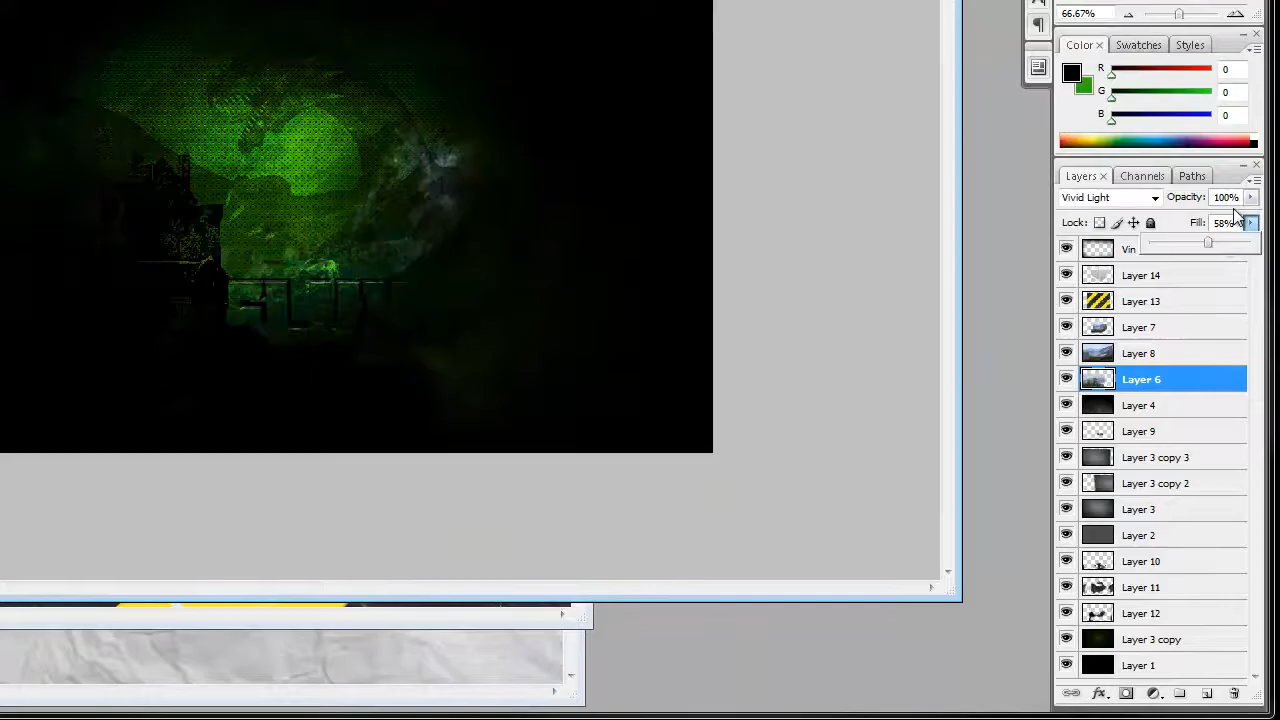 66.67%
Color Swatches Styles
R 0
G 0
B 0
Layers Channels Paths
Vivid Light Opacity: 100%
Lock: Fill: 58%
Vin
Layer 14
Layer 13
Layer 7
Layer 8
Layer 6
Layer 4
Layer 9
Layer 3 copy 3
Layer 3 copy 2
Layer 3
Layer 2
Layer 10
Layer 11
Layer 12
Layer 3 copy
Layer 1